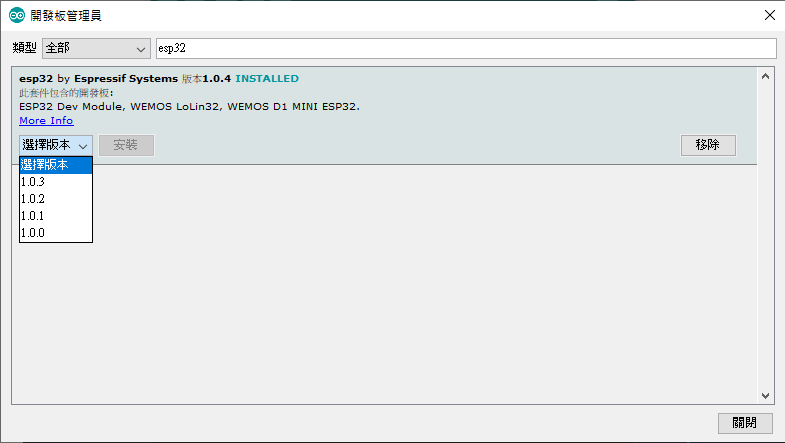 開發板管理員
類型 全部 esp32
esp32 by Espressif Systems 版本1.0.4 INSTALLED
此套件包含的開發板:
ESP32 Dev Module, WEMOS LoLin32, WEMOS D1 MINI ESP32.
More Info
選擇版本 安裝 移除
選擇版本
1.0.3
1.0.2
1.0.1
1.0.0
關閉